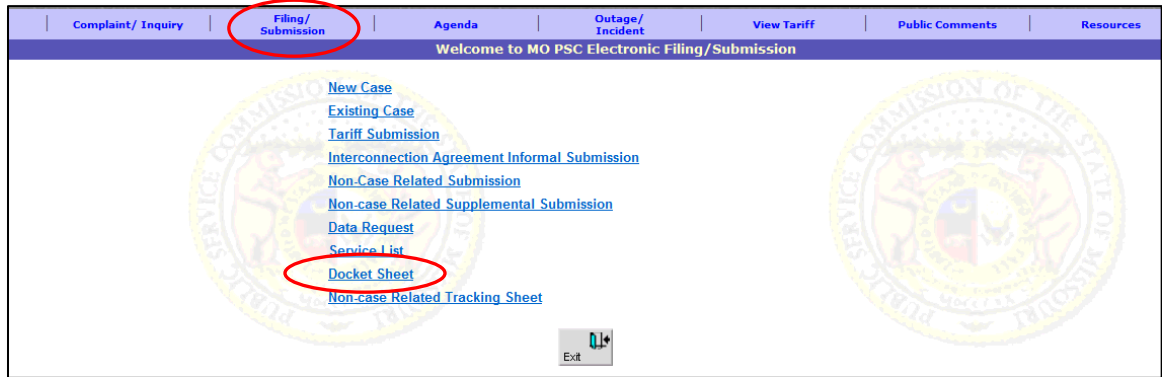 Complaint/ Inquiry
Filing/
Submission
Agenda
Outage/
Incident
View Tariff
Public Comments
Resources
Welcome to MO PSC Electronic Filing/Submission
New Case
Existing Case
Tariff Submission
Interconnection Agreement Informal Submission
Non-Case Related Submission
Non-case Related Supplemental Submission
Data Request
Service List
Docket Sheet
Non-case Related Tracking Sheet
Exit